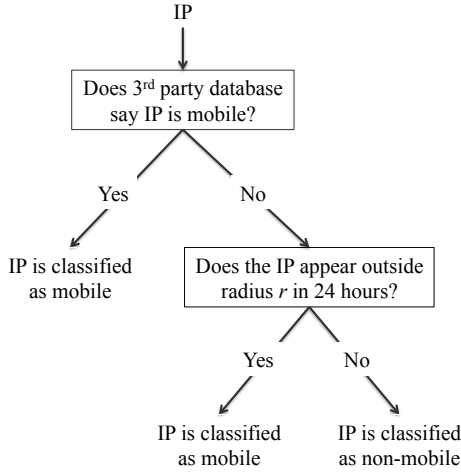 IP
Does 3rd party database
say IP is mobile?
Yes
No
IP is classified
as mobile
Does the IP appear outside
radius r in 24 hours?
Yes
No
IP is classified
as mobile
IP is classified
as non-mobile